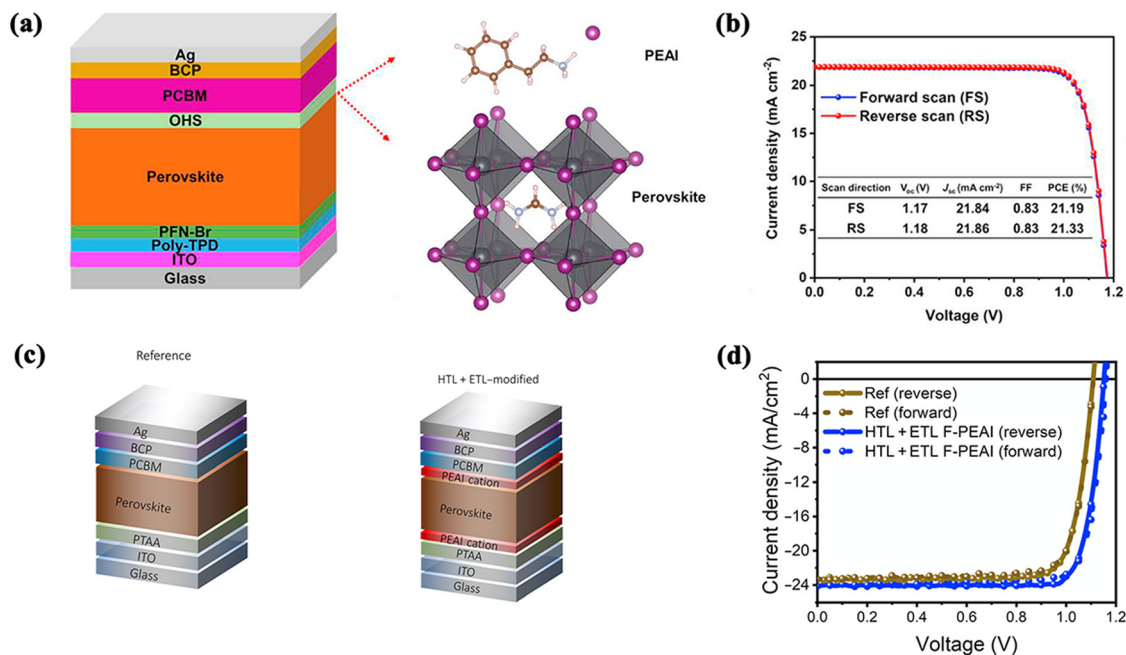 (a)
Ag
BCP
PCBM
OHS
Perovskite
PFN-Br
Poly-TPD
ITO
Glass
PEAI
Perovskite
(b)
Current density (mA cm⁻²)
25
20
15
10
5
0
Forward scan (FS)
Reverse scan (RS)
Scan direction Voc (V) Jsc (mA cm⁻²) FF PCE (%)
FS 1.17 21.84 0.83 21.19
RS 1.18 21.86 0.83 21.33
0.0 0.2 0.4 0.6 0.8 1.0 1.2
Voltage (V)
(c)
Reference
Ag
BCP
PCBM
Perovskite
PTAA
ITO
Glass
HTL + ETL–modified
Ag
BCP
PCBM
PEAI cation
Perovskite
PEAI cation
PTAA
ITO
Glass
(d)
Current density (mA/cm²)
0
−4
−8
−12
−16
−20
−24
Ref (reverse)
Ref (forward)
HTL + ETL F-PEAI (reverse)
HTL + ETL F-PEAI (forward)
0.0 0.2 0.4 0.6 0.8 1.0 1.2
Voltage (V)